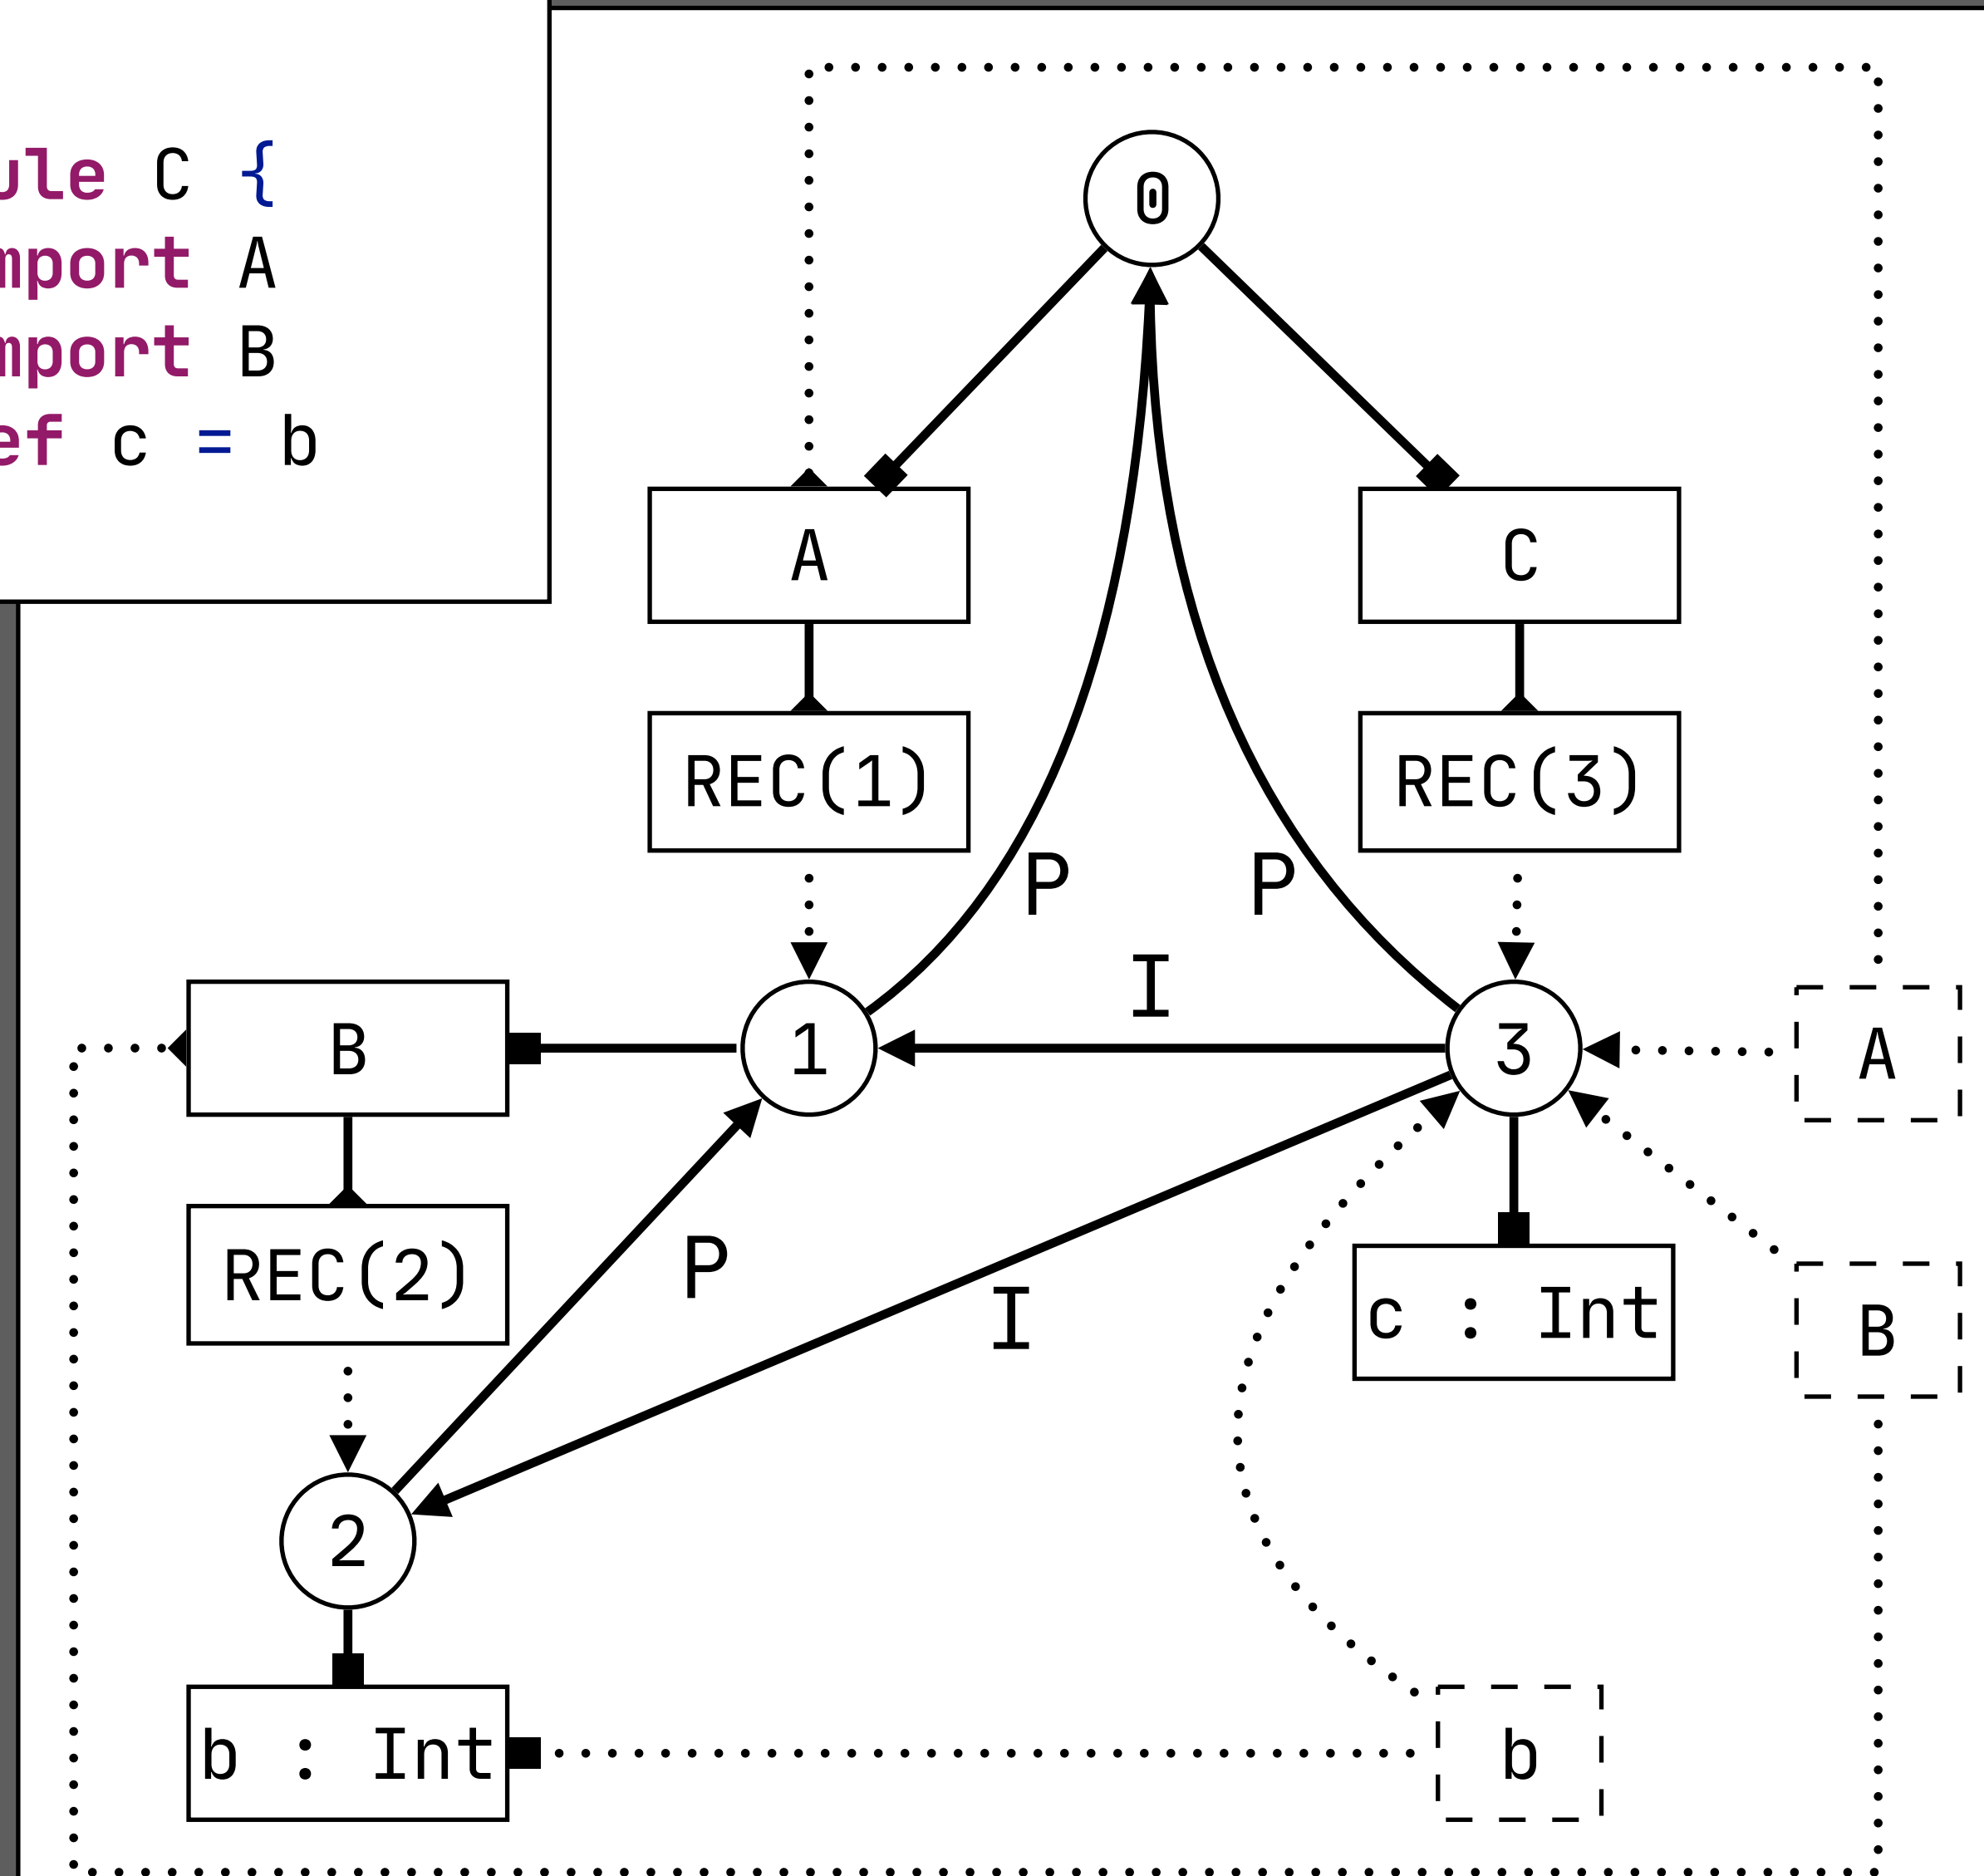 ule C {
mport A
mport B
ef c = b
0
A
C
REC(1)
REC(3)
P
P
I
B
1
3
A
REC(2)
P
I
c : Int
B
2
b : Int
b